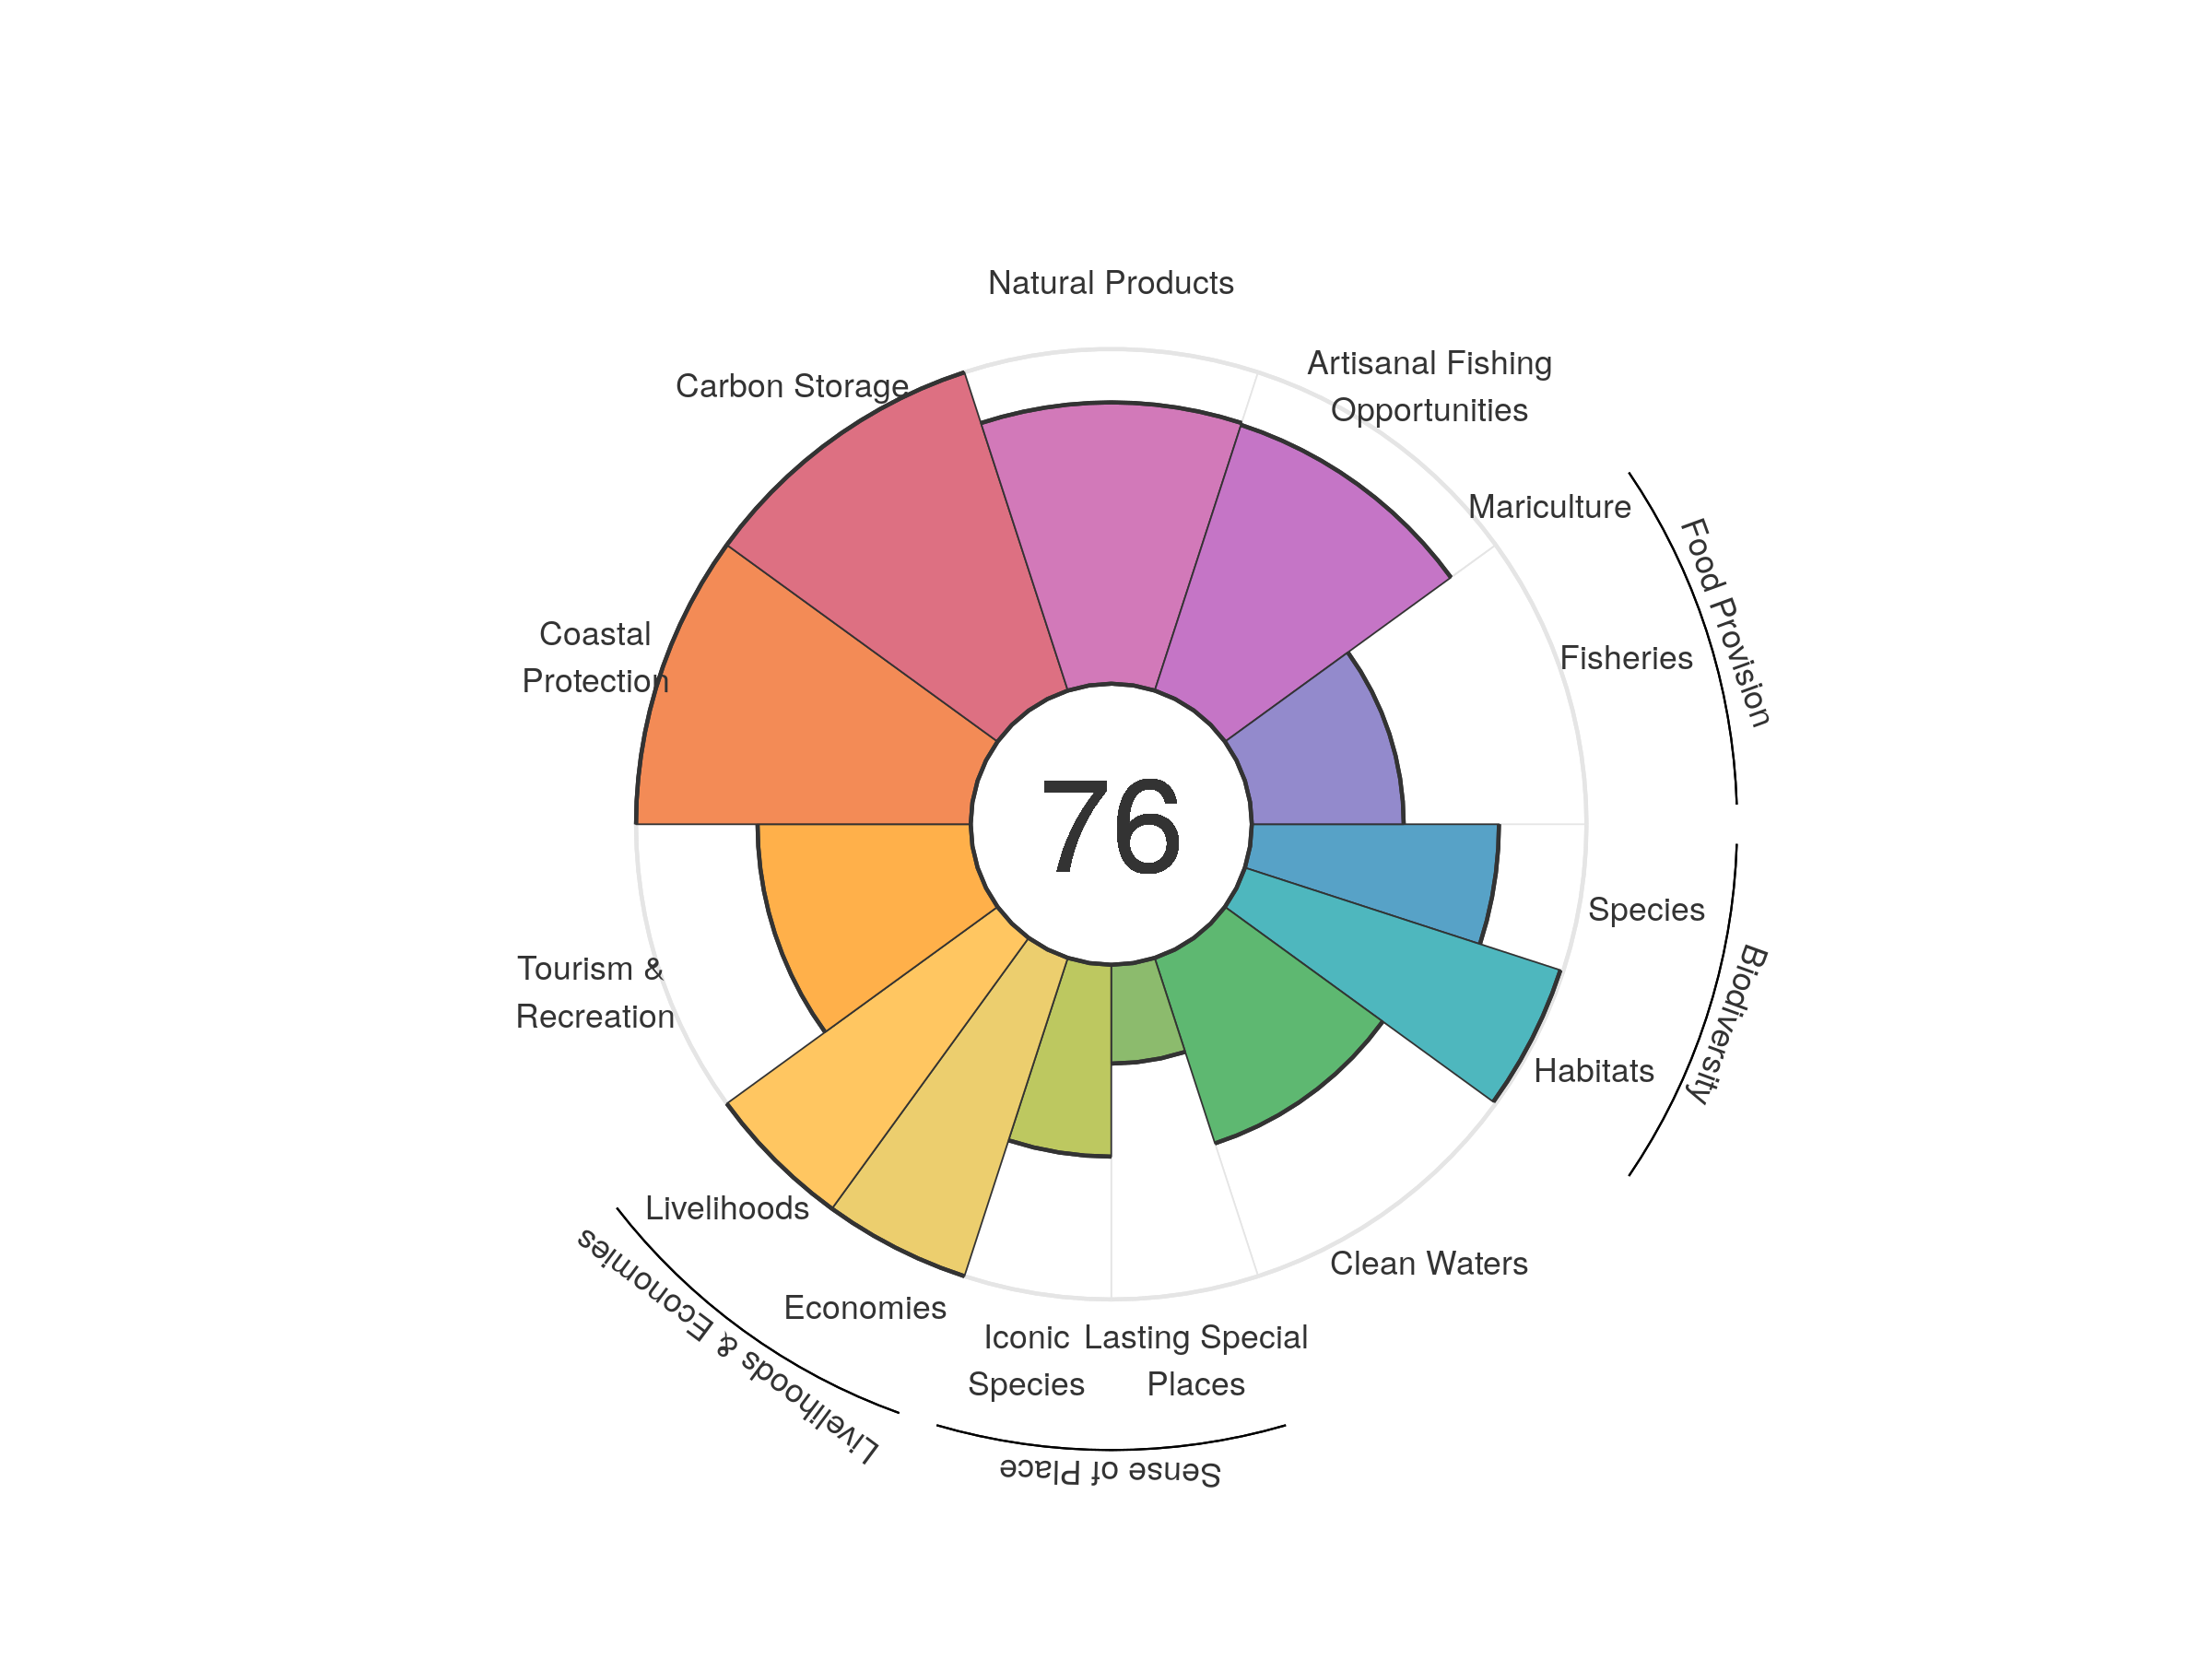 Natural Products
Artisanal Fishing
Opportunities
Carbon Storage
Mariculture
Food Provision
Coastal
Protection
Fisheries
76
Species
Biodiversity
Tourism &
Recreation
Habitats
Livelihoods
Livelihoods & Economies
Clean Waters
Economies
Iconic
Species
Lasting Special
Places
Sense of Place